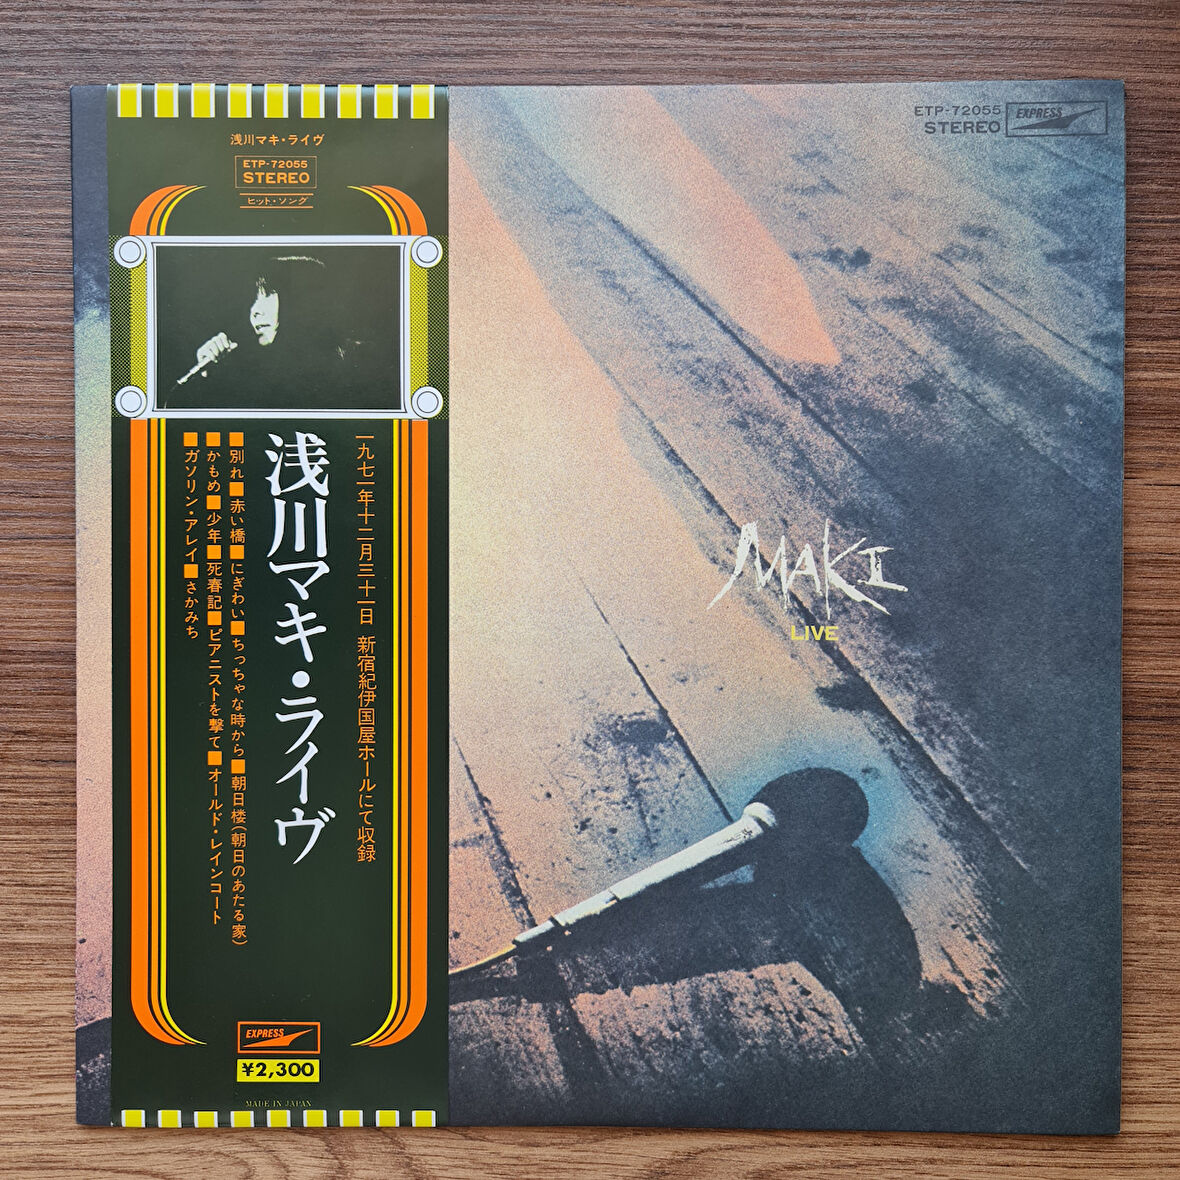 浅川マキ・ライヴ
ETP-72055
STEREO
ヒット・ソング
一九七一年十二月三十一日 新宿紀伊国屋ホールにて収録
浅川マキ・ライヴ
■別れ■赤い橋■にぎわい■ちっちゃな時から■朝日楼(朝日のあたる家)
■かもめ■少年■死春記■ピアニストを撃て■オールド・レインコート
■ガソリン・アレイ■さかみち
EXPRESS
¥2,300
MADE IN JAPAN
ETP-72055
STEREO
EXPRESS
MAKI
LIVE